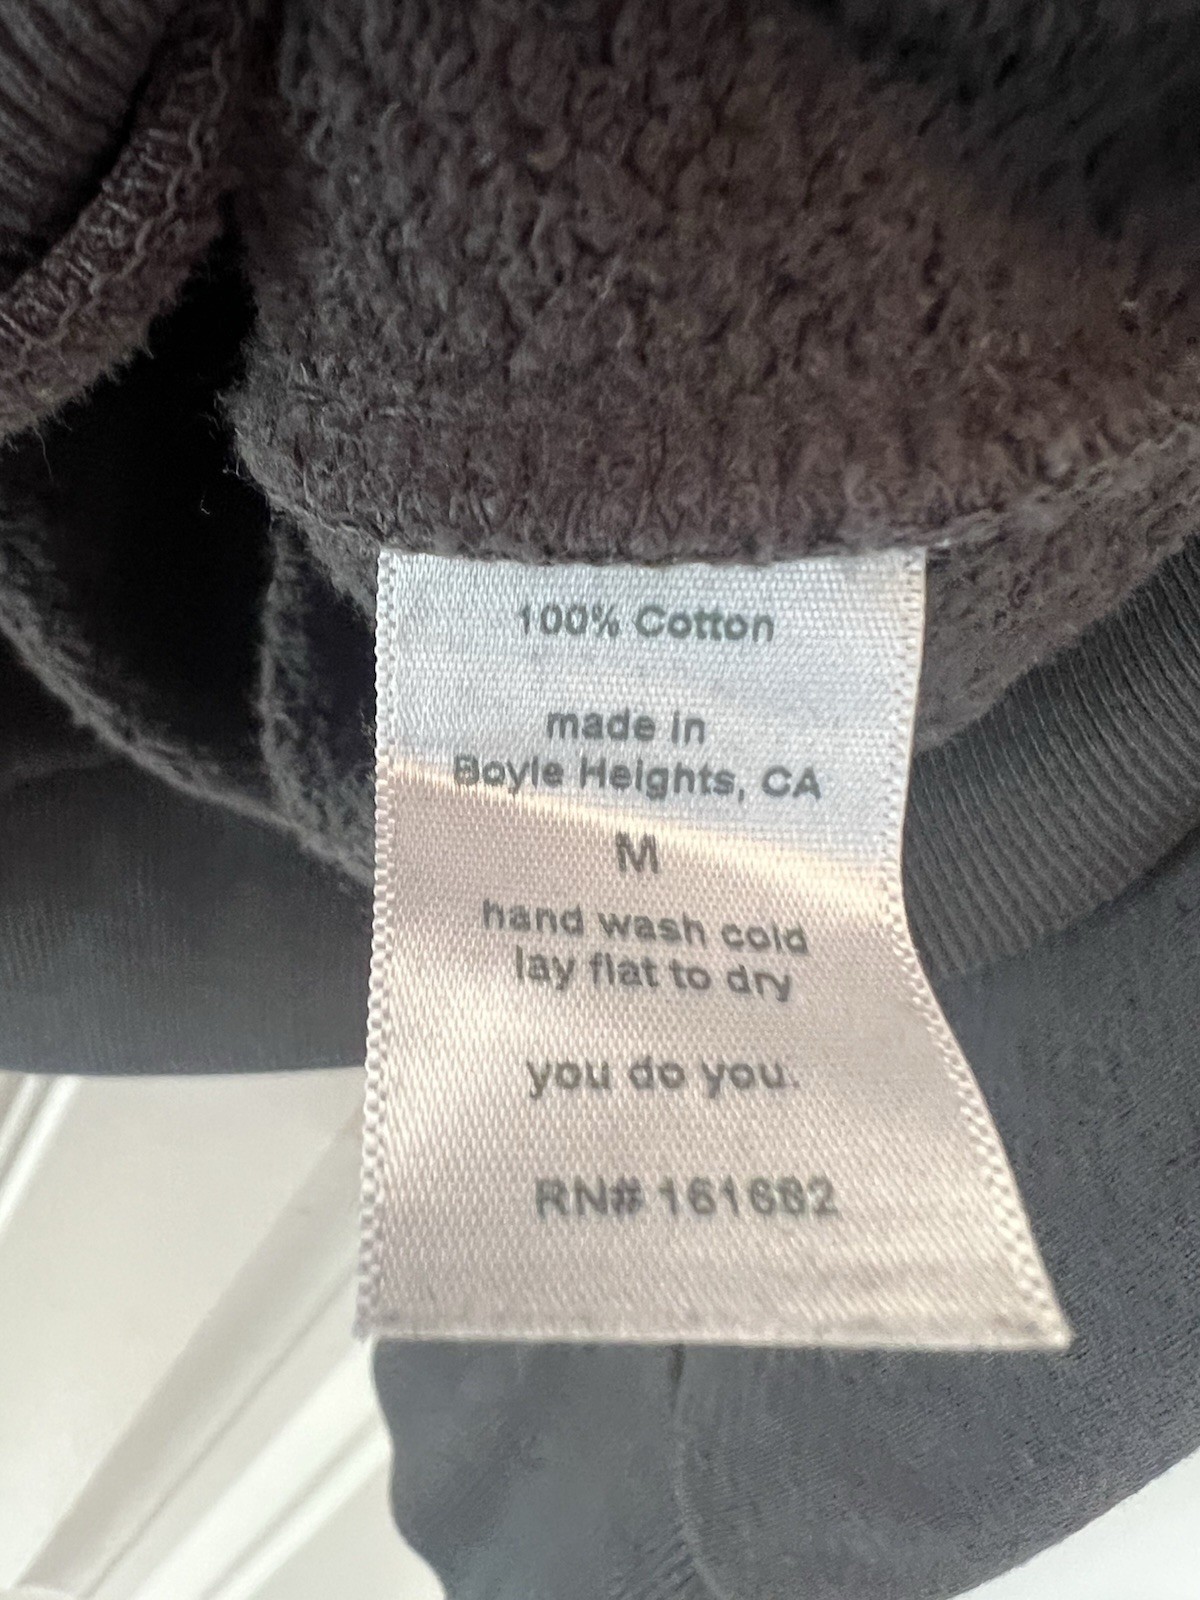 100% Cotton
made in
Boyle Heights, CA
M
hand wash cold
lay flat to dry
you do you.
RN# 161682